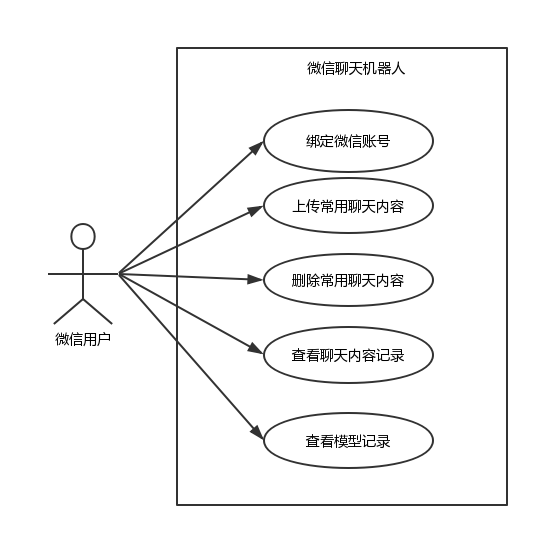 微信聊天机器人
绑定微信账号
上传常用聊天内容
删除常用聊天内容
查看聊天内容记录
查看模型记录
微信用户